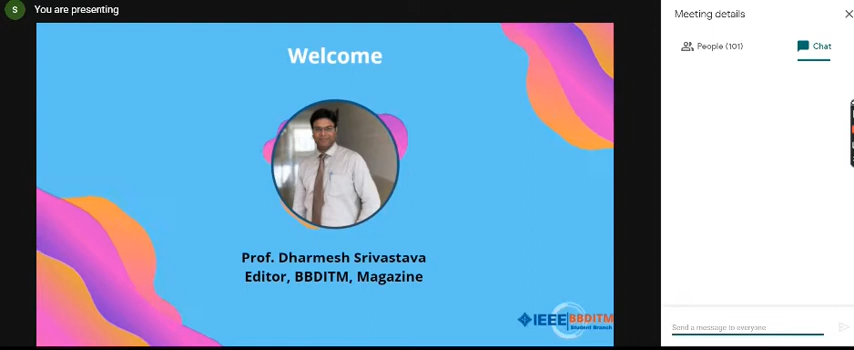 S
You are presenting
Meeting details
People (101)
Chat
Welcome
Prof. Dharmesh Srivastava
Editor, BBDITM, Magazine
IEEE BBDITM
Student Branch
Send a message to everyone